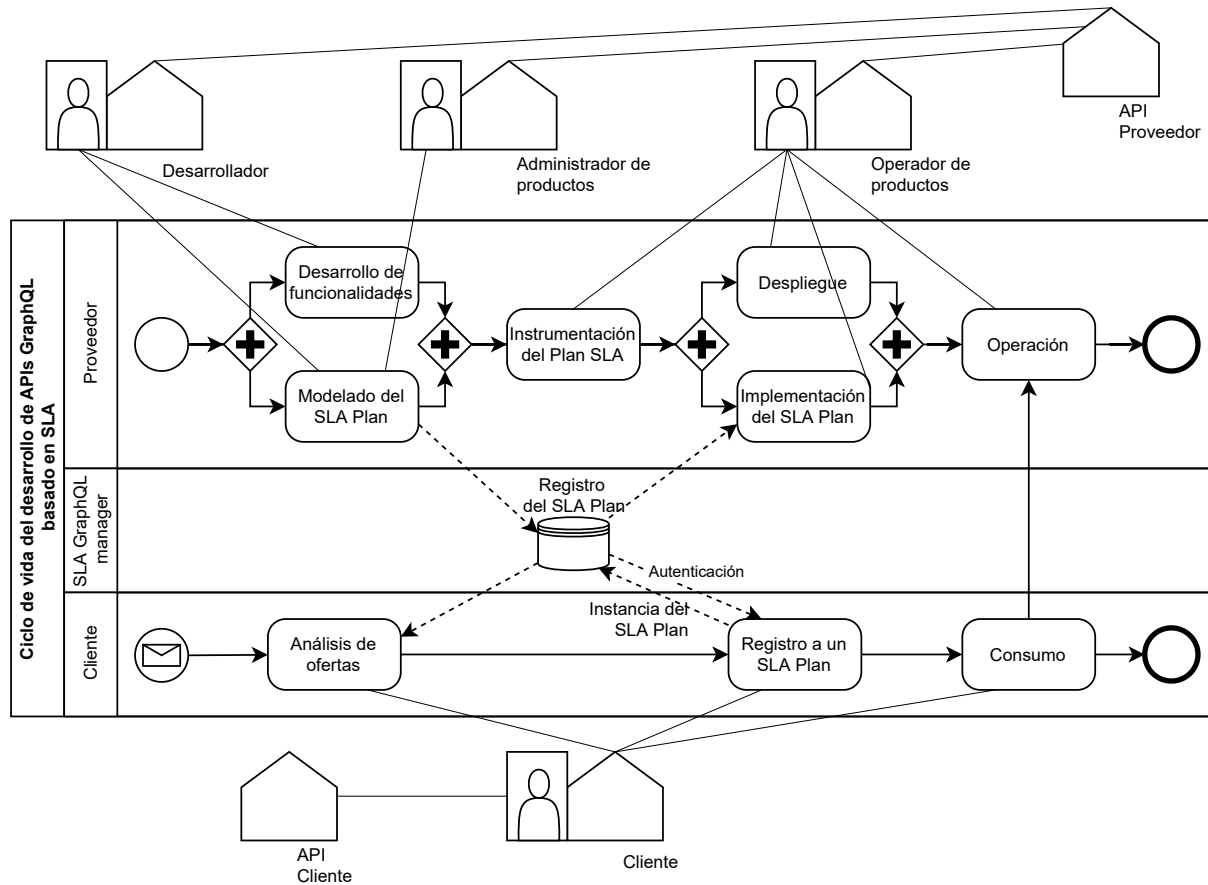 API
Proveedor
Desarrollador
Administrador de
productos
Operador de
productos
Ciclo de vida del desarrollo de APIs GraphQL
basado en SLA
Proveedor
Desarrollo de
funcionalidades
Despliegue
Instrumentación
del Plan SLA
Operación
Modelado del
SLA Plan
Implementación
del SLA Plan
SLA GraphQL
manager
Registro
del SLA Plan
Autenticación
Instancia del
SLA Plan
Cliente
Análisis de
ofertas
Registro a un
SLA Plan
Consumo
API
Cliente
Cliente